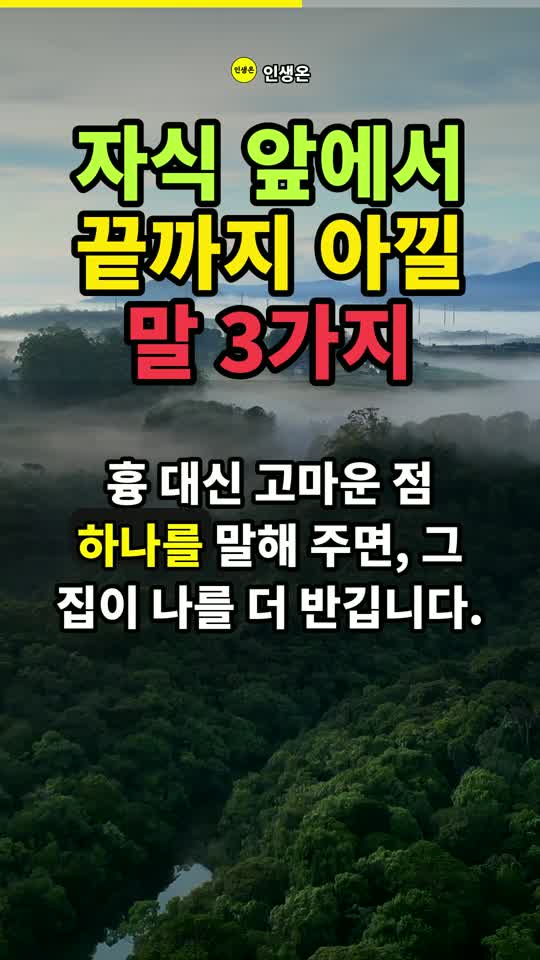 인생온 인생온
자식 앞에서
끝까지 아낄
말 3가지
흉 대신 고마운 점
하나를 말해 주면, 그
집이 나를 더 반깁니다.